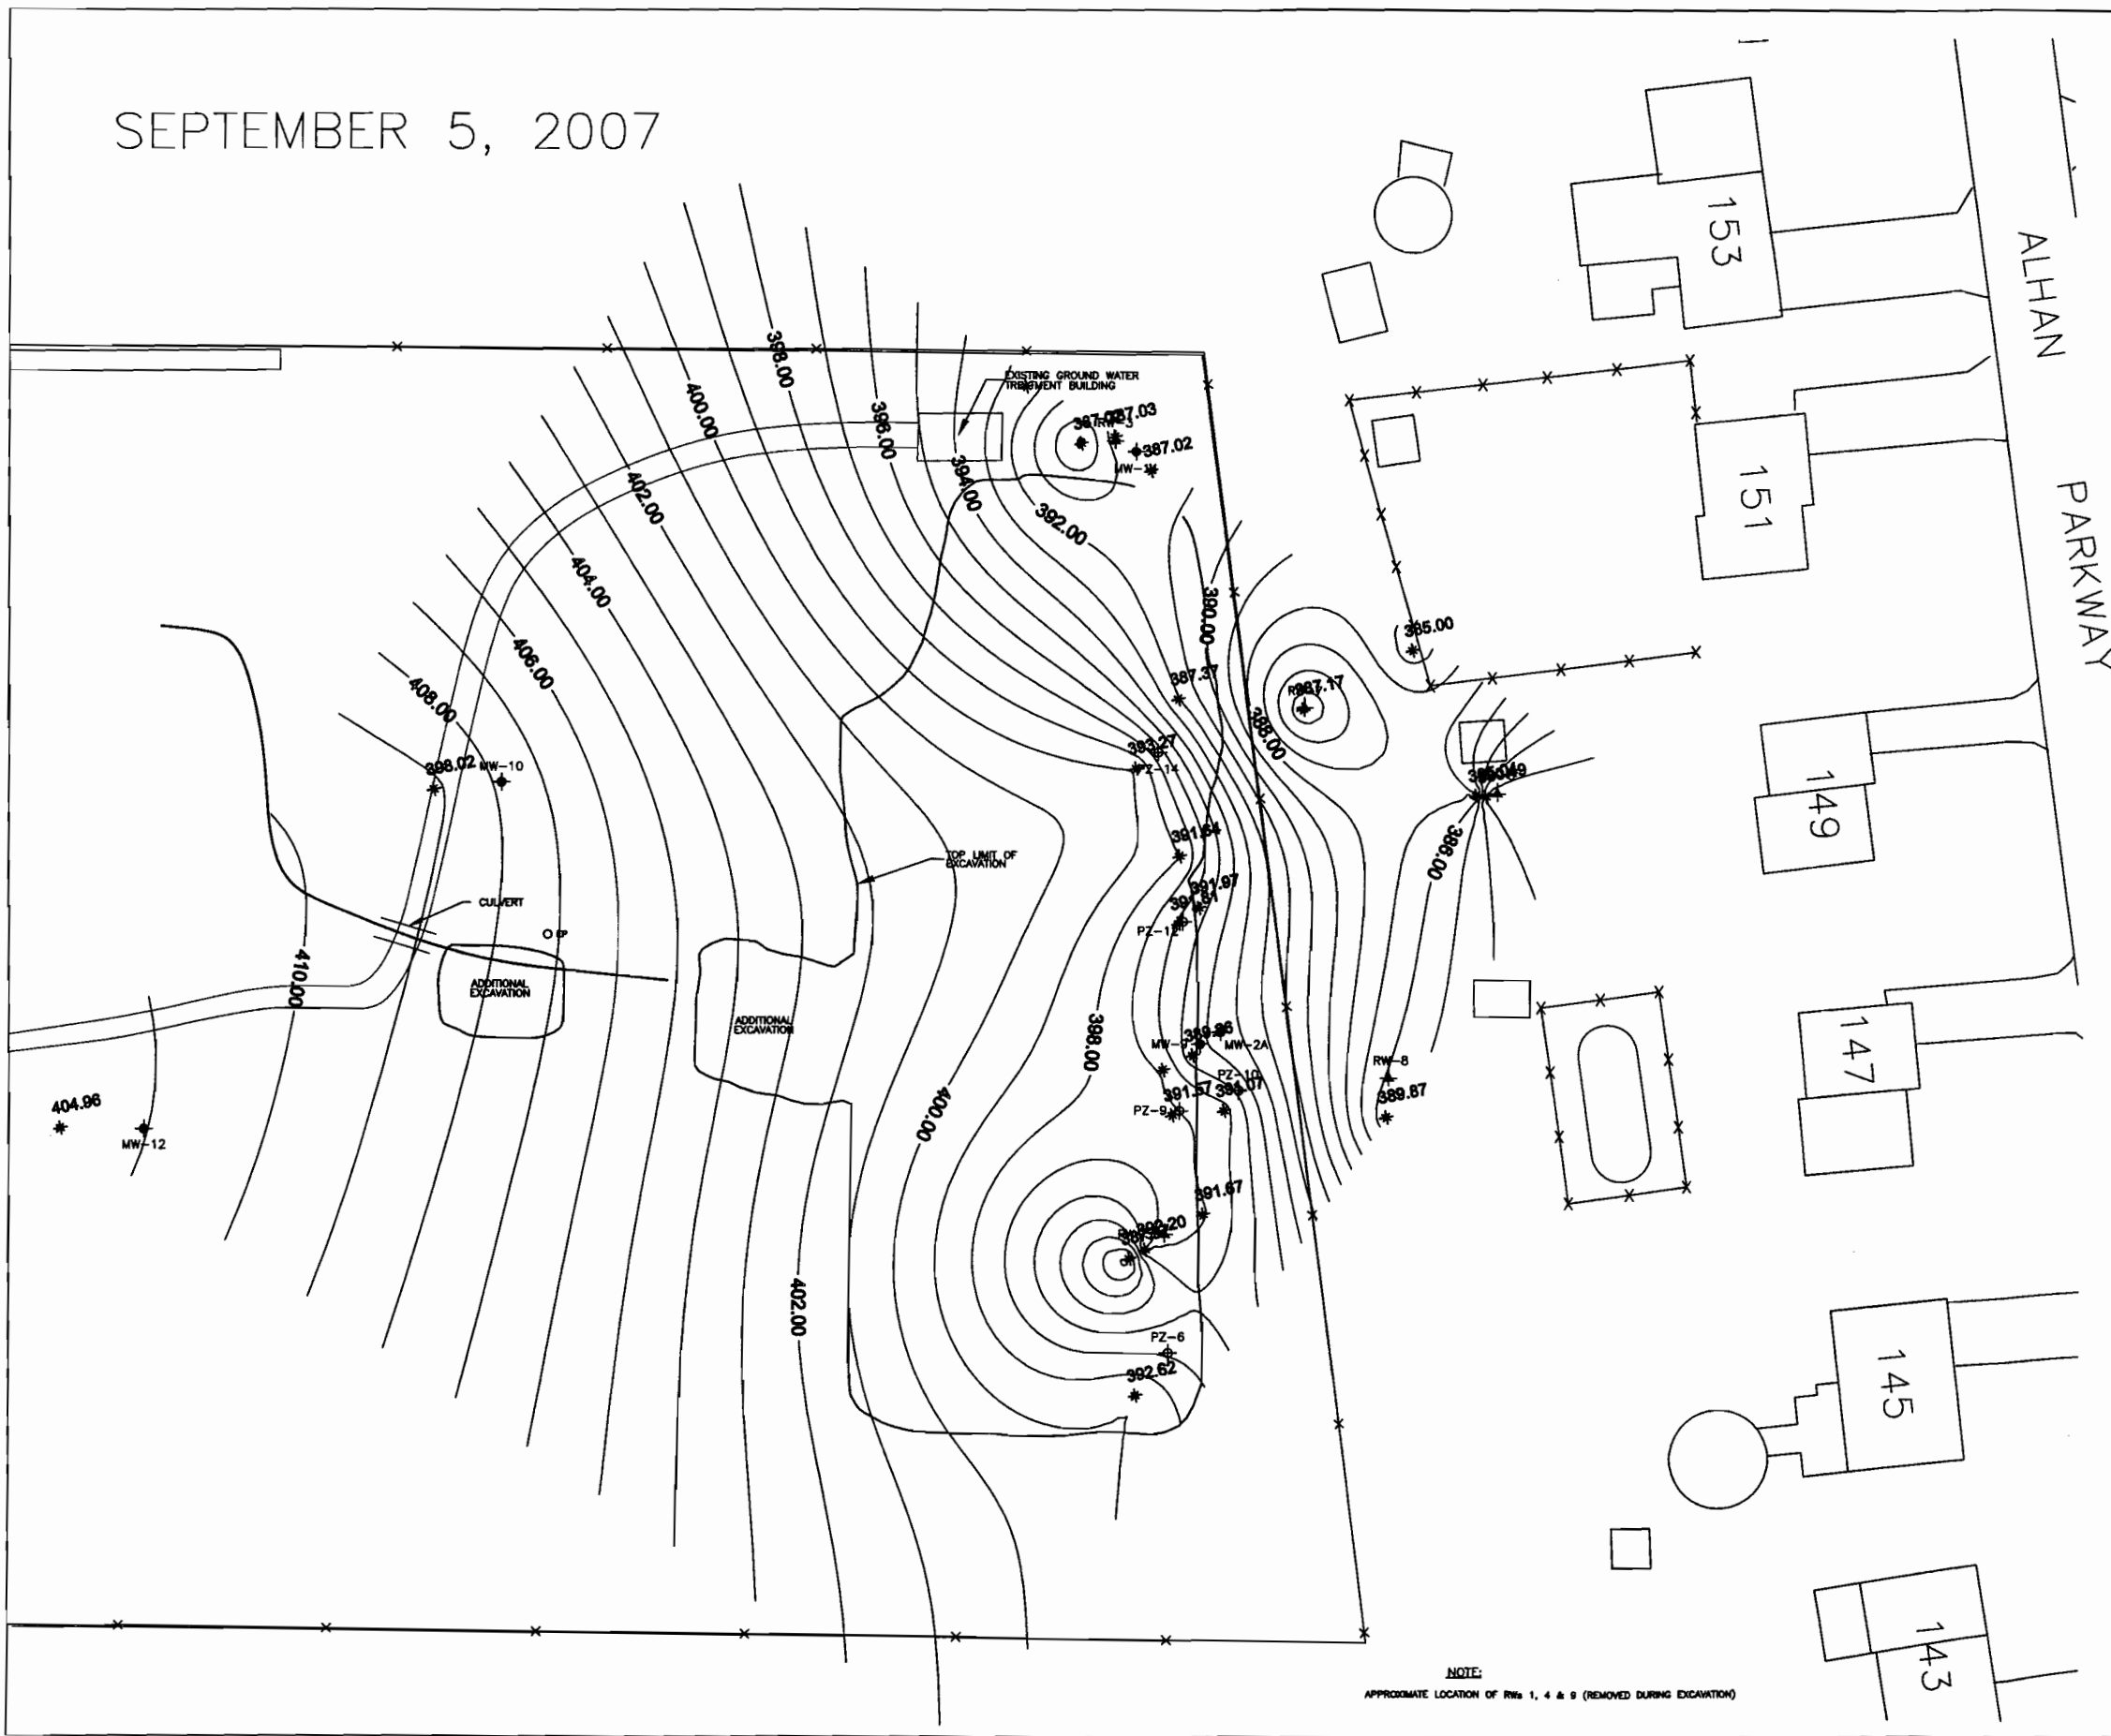 SEPTEMBER 5, 2007
153
ALHAN
PARKWAY
398.00
EXISTING GROUND WATER
TREATMENT BUILDING
400.00
396.00
387.03
387.02
402.00
394.00
392.00
151
404.00
390.00
385.00
406.00
387.37
408.00
387.17
388.00
393.27
PZ-14
398.02
MW-10
149
391.64
386.00
TOP LIMIT OF
EXCAVATION
391.97
CULVERT
PZ-12
EP
410.00
ADDITIONAL
EXCAVATION
ADDITIONAL
EXCAVATION
398.00
MW-2A
147
RW-8
PZ-10
389.87
404.96
PZ-9
400.00
MW-12
391.67
402.00
PZ-6
392.62
145
143
NOTE:
APPROXIMATE LOCATION OF RWs 1, 4 & 9 (REMOVED DURING EXCAVATION)